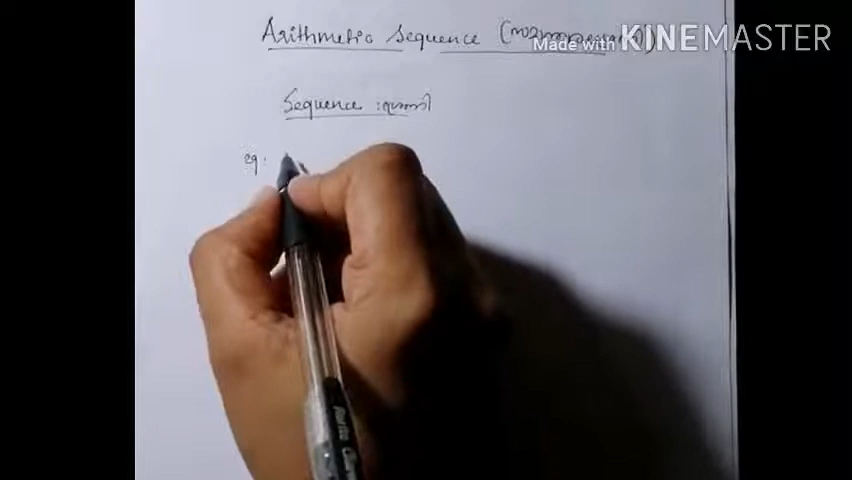 Arithmetic Sequence (
Made with KINEMASTER
Sequence :ശ്രേണി
eg :